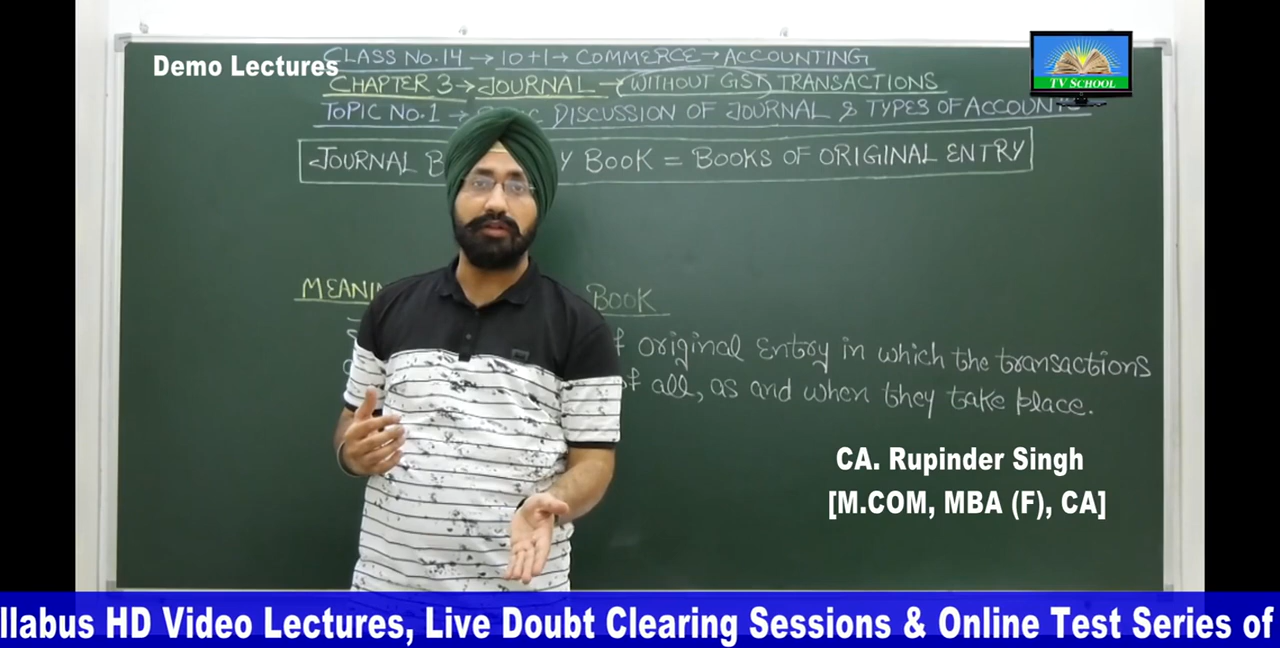 Demo Lectures
CLASS NO.14 → 10+1 → COMMERCE → ACCOUNTING
CHAPTER 3 → JOURNAL → (WITHOUT GST) TRANSACTIONS
TOPIC NO.1 → DISCUSSION OF JOURNAL & TYPES OF ACCOUNT
TV SCHOOL
JOURNAL B Y BOOK = BOOKS OF ORIGINAL ENTRY
MEANIN BOOK
f original Entry in which the transactions
of all, as and when they take place.
CA. Rupinder Singh
[M.COM, MBA (F), CA]
llabus HD Video Lectures, Live Doubt Clearing Sessions & Online Test Series of